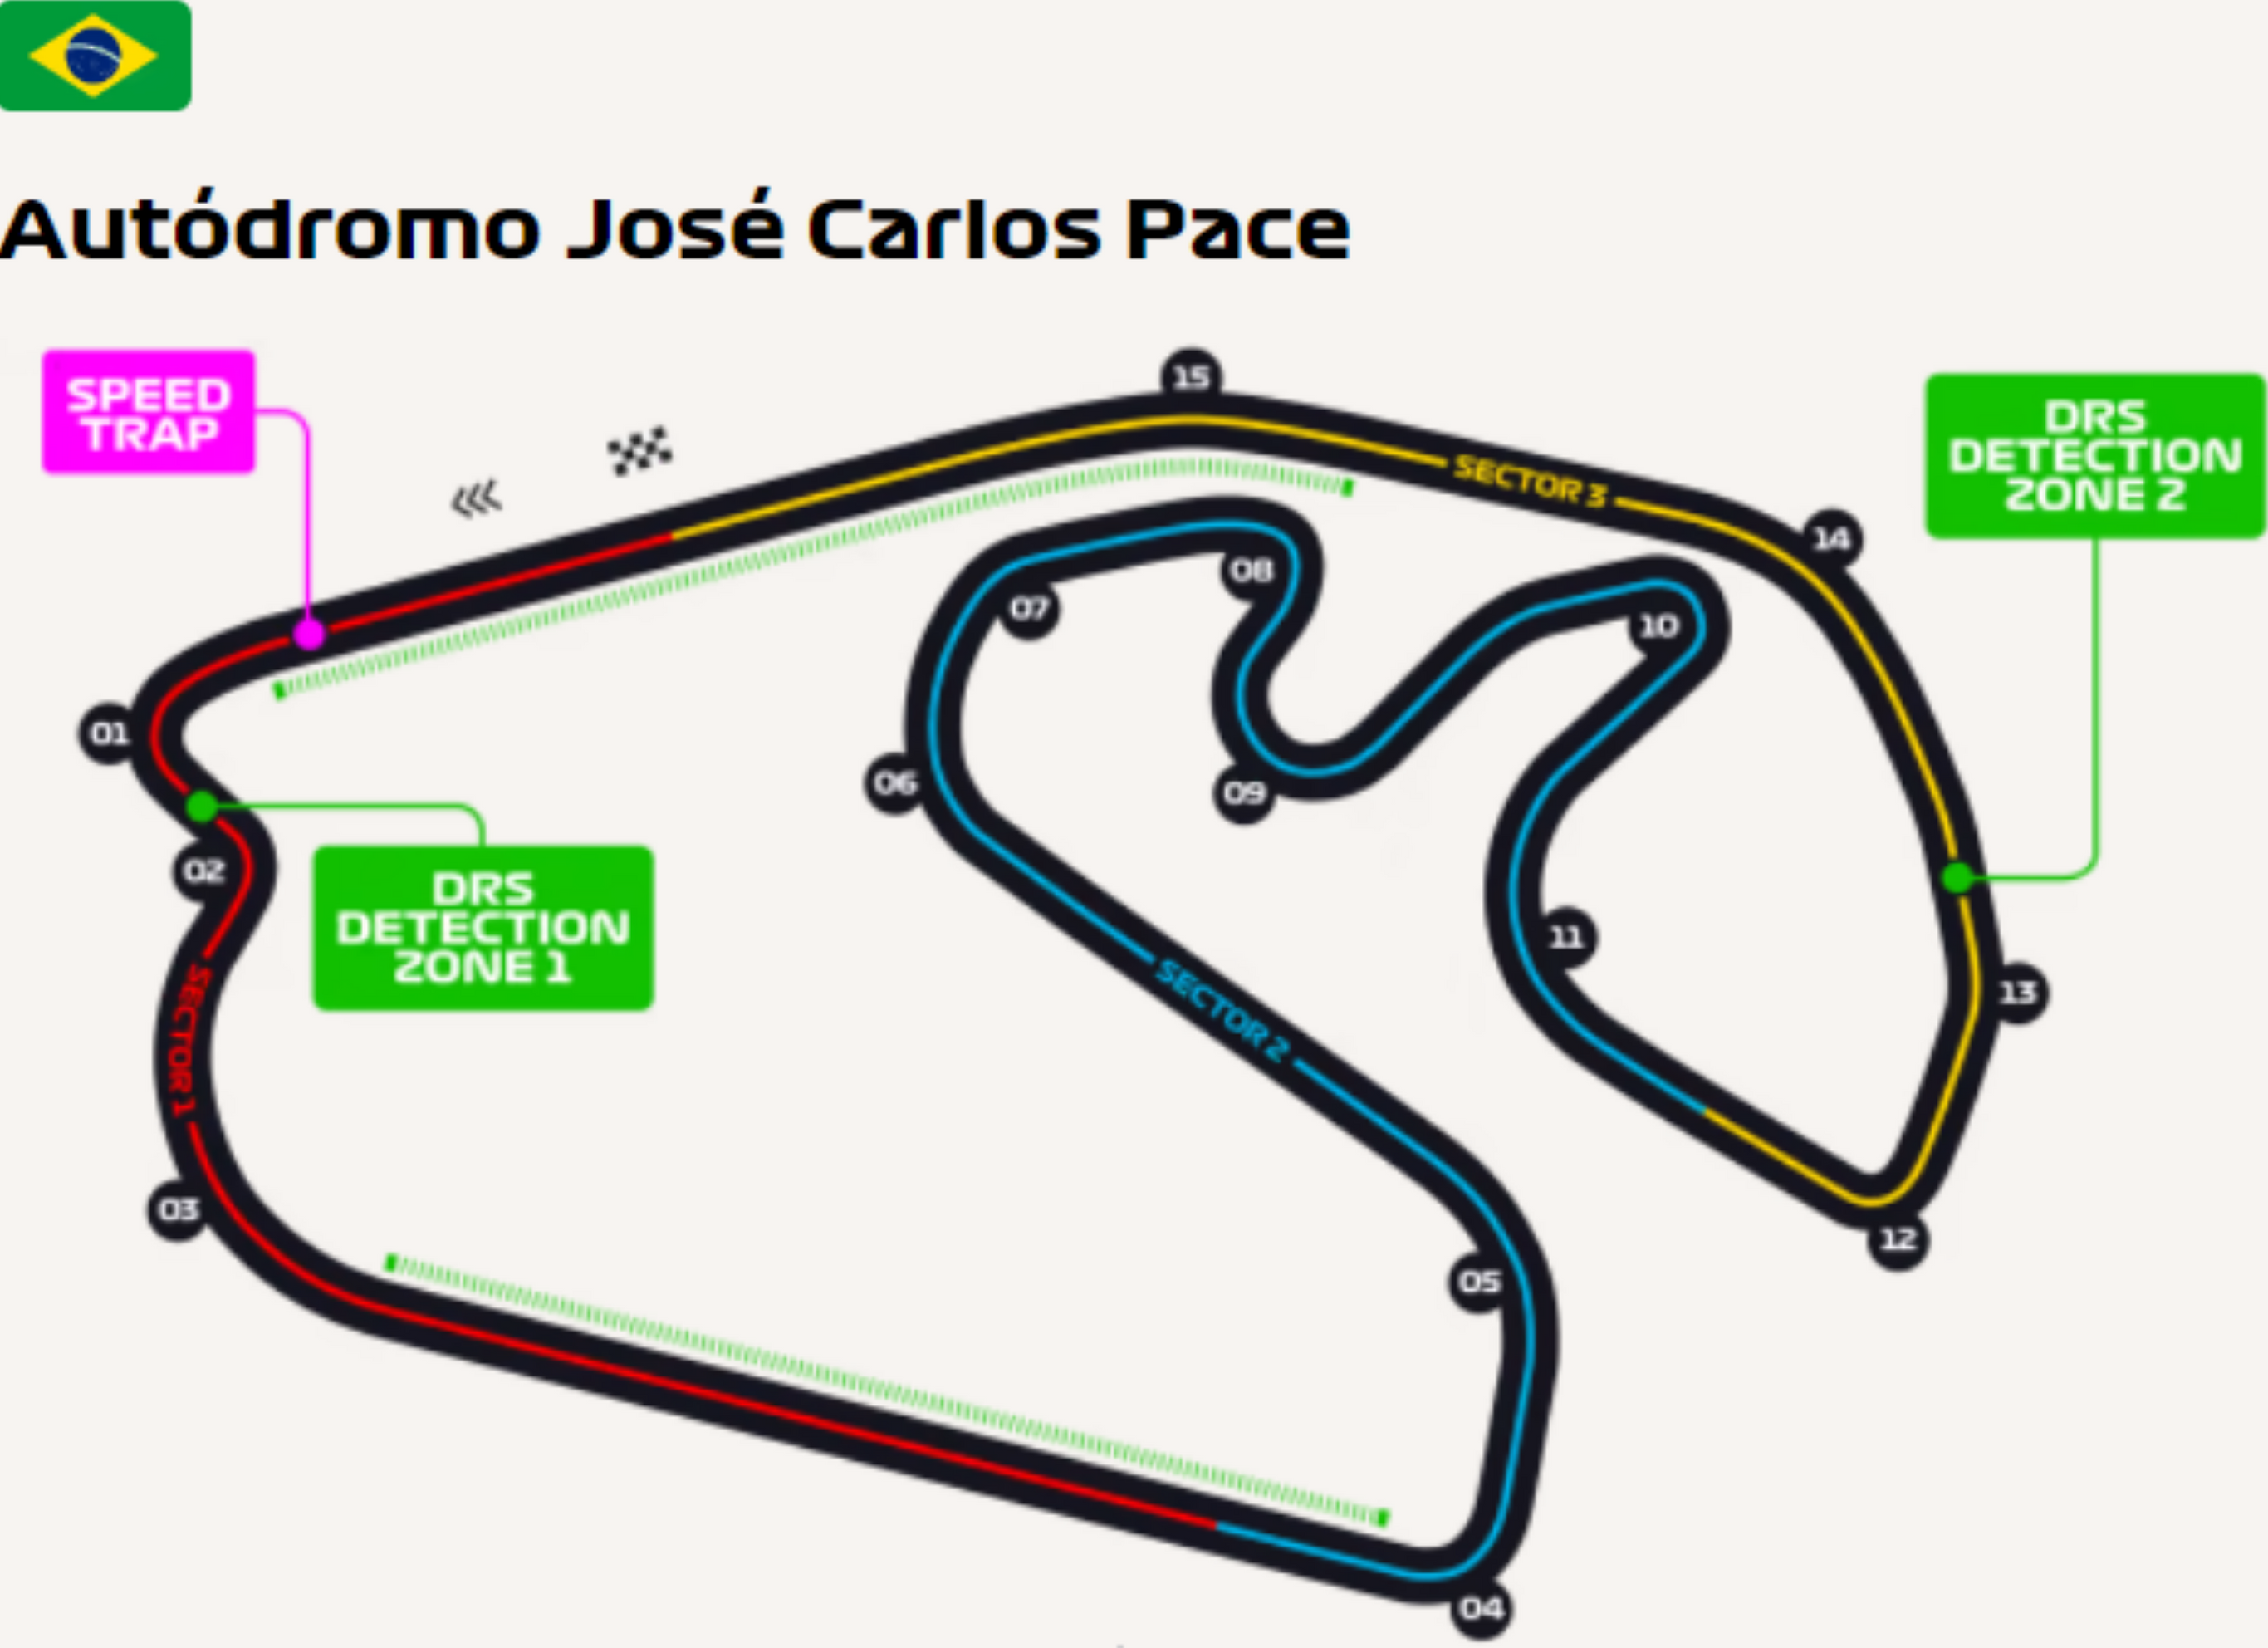 Autódromo José Carlos Pace
SPEED
TRAP
15
DRS
DETECTION
ZONE 2
SECTOR 3
14
08
07
10
01
06
09
02
DRS
DETECTION
ZONE 1
11
SECTOR 2
13
SECTOR 1
03
12
05
04